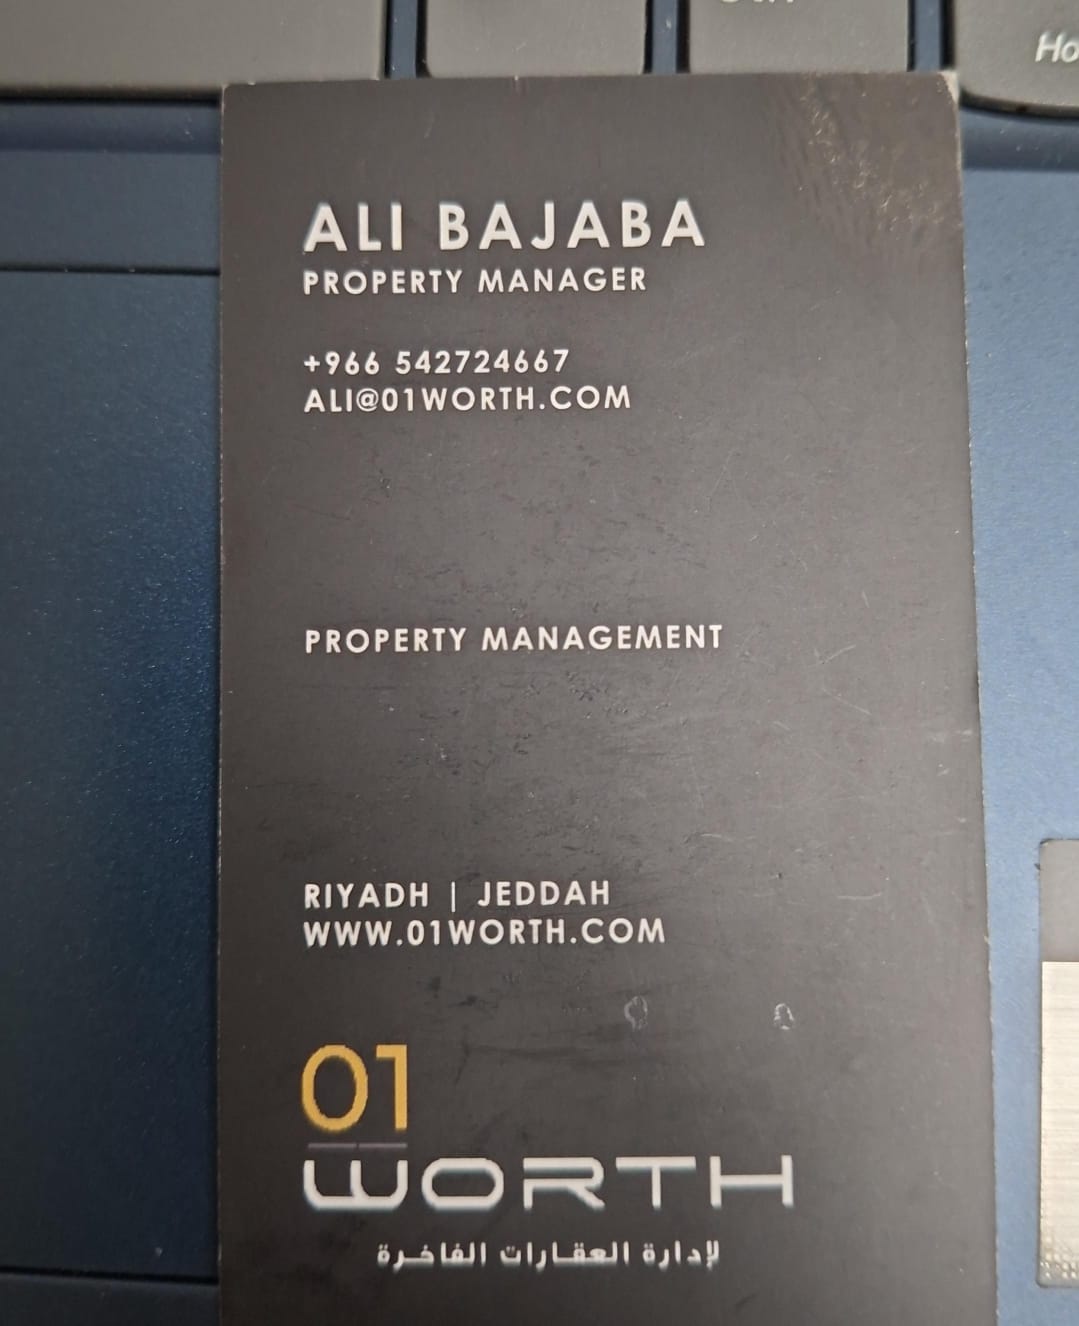 Ho
ALI BAJABA
PROPERTY MANAGER
+966 542724667
ALI@01WORTH.COM
PROPERTY MANAGEMENT
RIYADH | JEDDAH
WWW.01WORTH.COM
01
WORTH
لإدارة العقارات الفاخرة